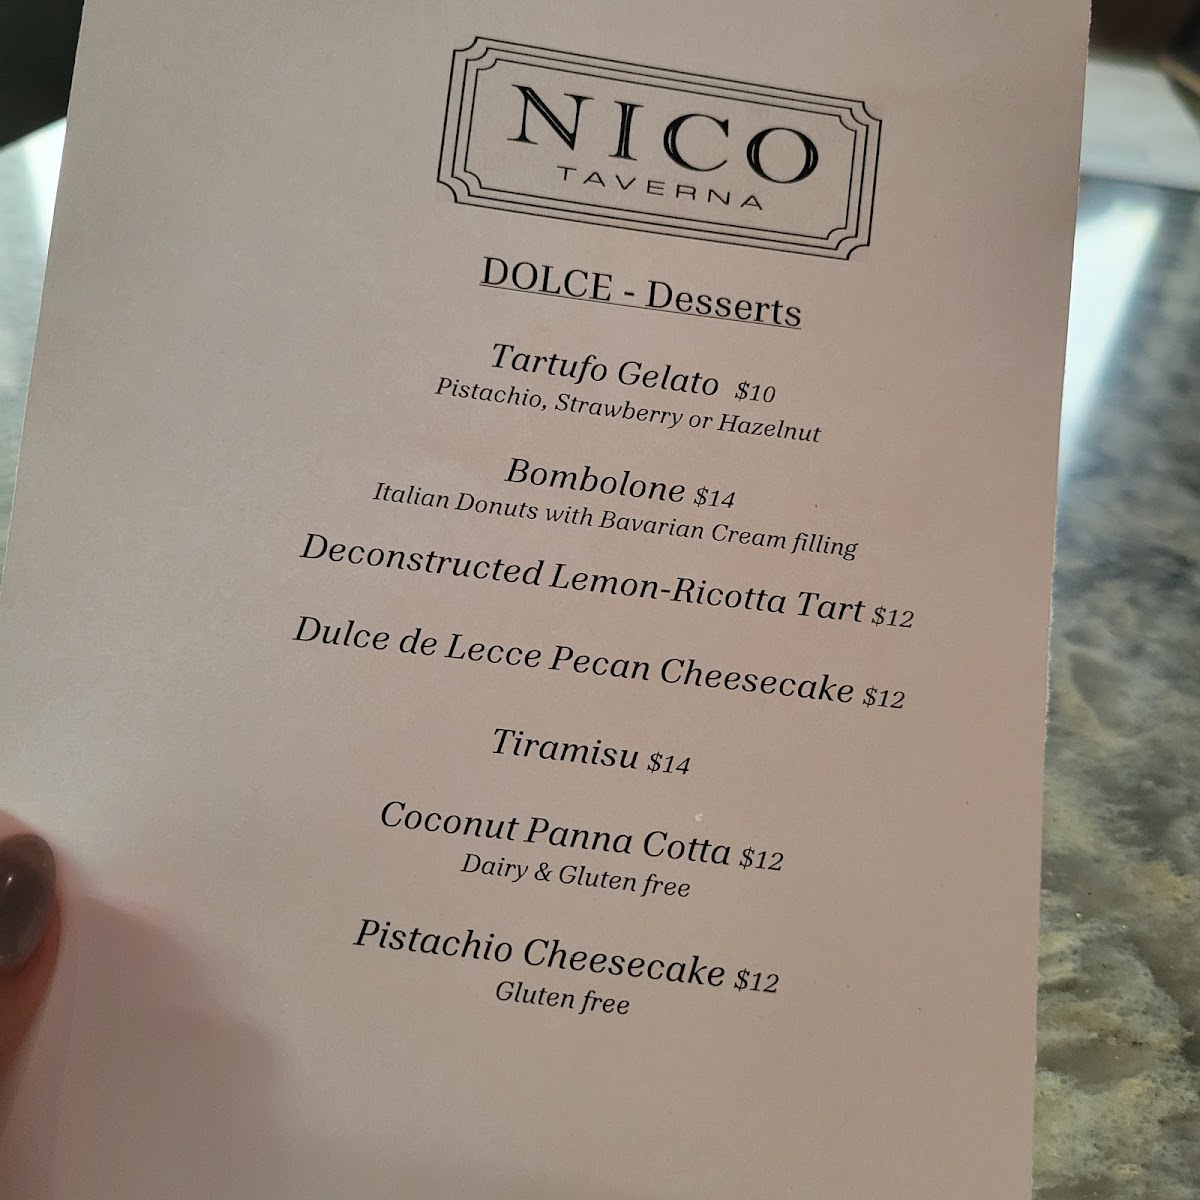 NICO
TAVERNA
DOLCE - Desserts
Tartufo Gelato $10
Pistachio, Strawberry or Hazelnut
Bombolone $14
Italian Donuts with Bavarian Cream filling
Deconstructed Lemon-Ricotta Tart $12
Dulce de Lecce Pecan Cheesecake $12
Tiramisu $14
Coconut Panna Cotta $12
Dairy & Gluten free
Pistachio Cheesecake $12
Gluten free